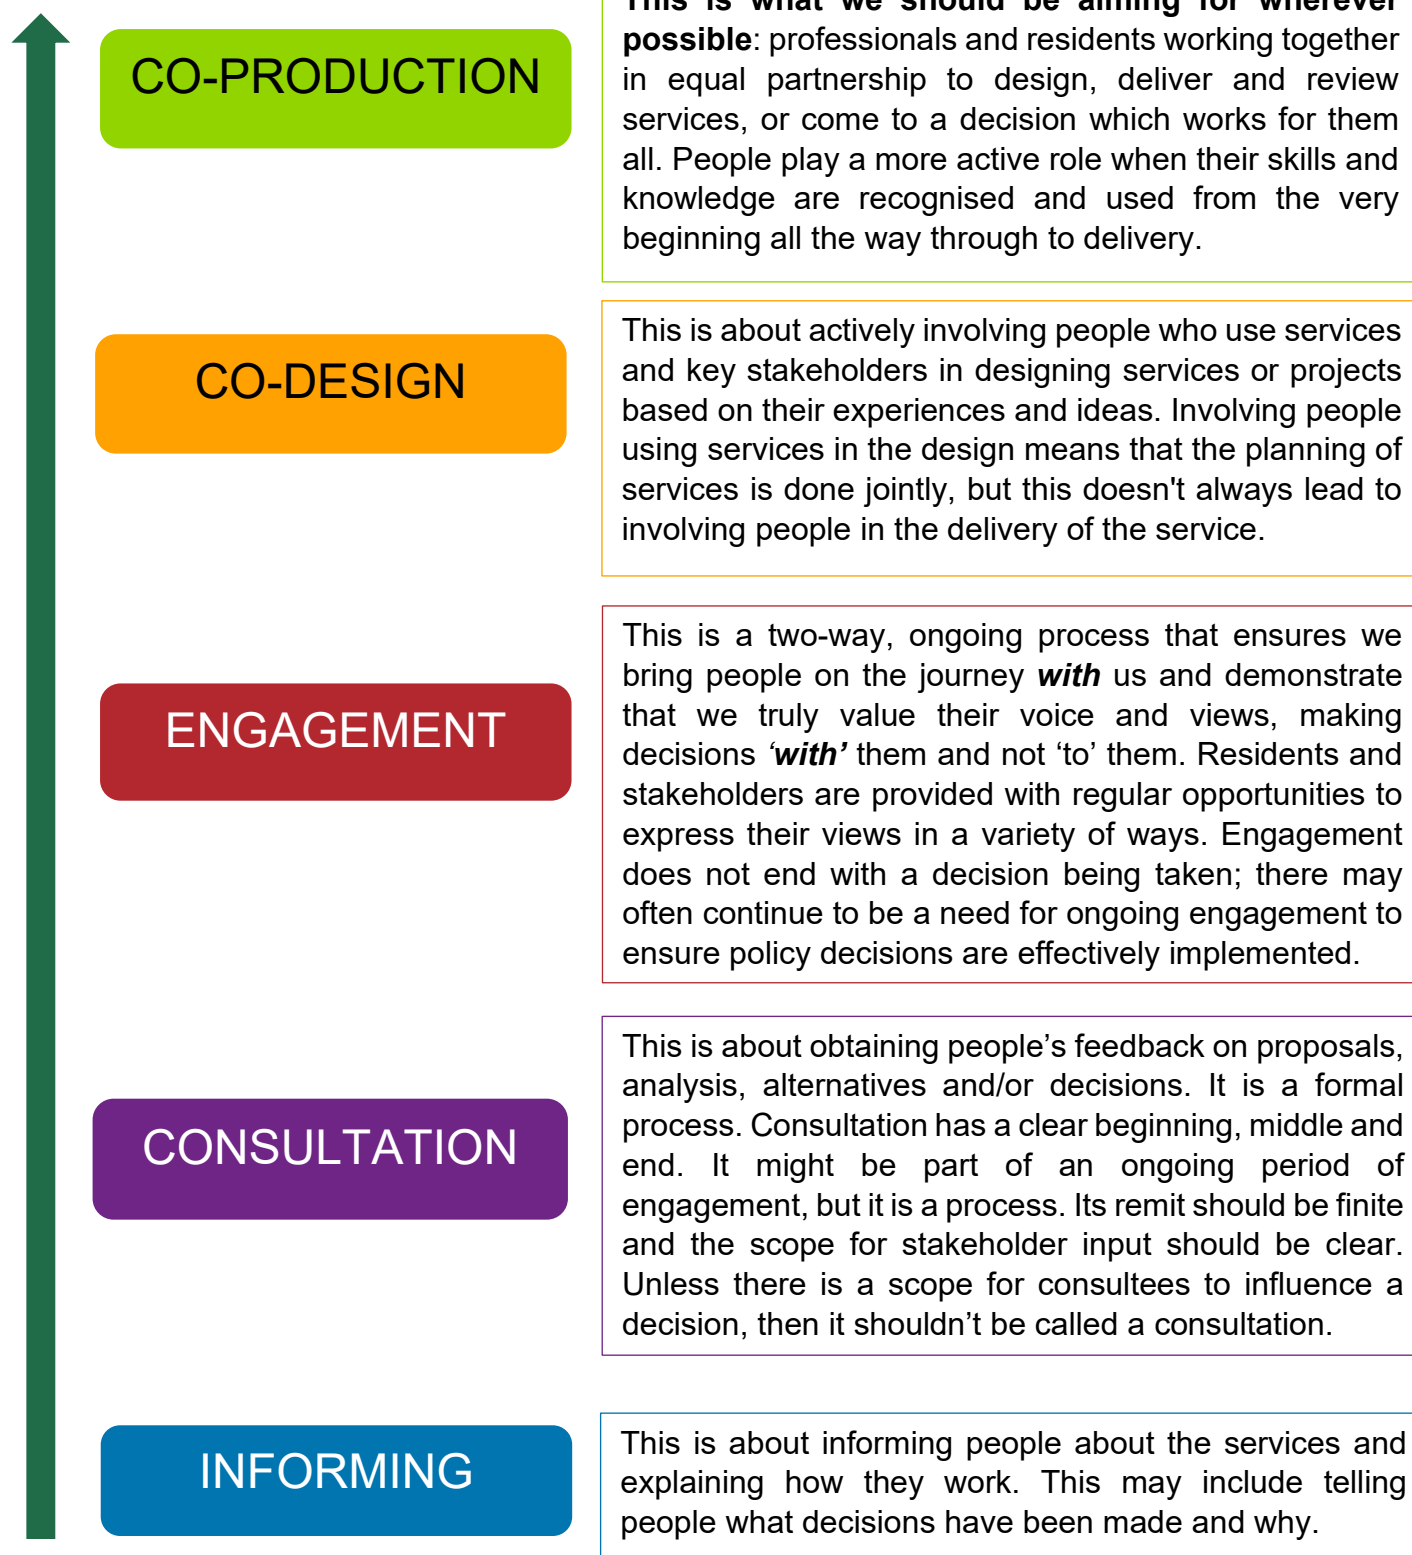 CO-PRODUCTION
This is what we should be aiming for wherever
possible: professionals and residents working together
in equal partnership to design, deliver and review
services, or come to a decision which works for them
all. People play a more active role when their skills and
knowledge are recognised and used from the very
beginning all the way through to delivery.
CO-DESIGN
This is about actively involving people who use services
and key stakeholders in designing services or projects
based on their experiences and ideas. Involving people
using services in the design means that the planning of
services is done jointly, but this doesn't always lead to
involving people in the delivery of the service.
ENGAGEMENT
This is a two-way, ongoing process that ensures we
bring people on the journey with us and demonstrate
that we truly value their voice and views, making
decisions ‘with’ them and not ‘to’ them. Residents and
stakeholders are provided with regular opportunities to
express their views in a variety of ways. Engagement
does not end with a decision being taken; there may
often continue to be a need for ongoing engagement to
ensure policy decisions are effectively implemented.
CONSULTATION
This is about obtaining people’s feedback on proposals,
analysis, alternatives and/or decisions. It is a formal
process. Consultation has a clear beginning, middle and
end. It might be part of an ongoing period of
engagement, but it is a process. Its remit should be finite
and the scope for stakeholder input should be clear.
Unless there is a scope for consultees to influence a
decision, then it shouldn’t be called a consultation.
INFORMING
This is about informing people about the services and
explaining how they work. This may include telling
people what decisions have been made and why.